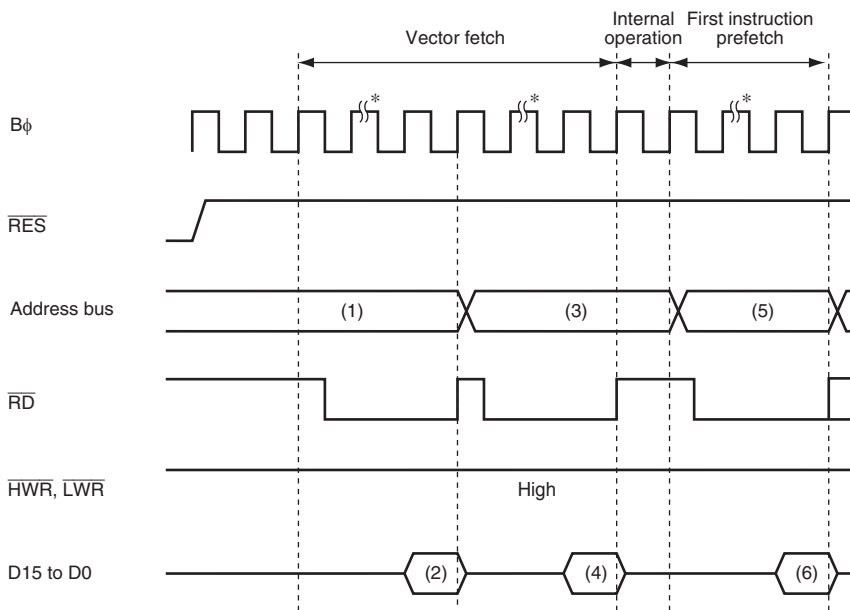 Vector fetch
Internal
operation
First instruction
prefetch
*
*
*
Bφ
RES
Address bus
(1)
(3)
(5)
RD
HWR, LWR
High
D15 to D0
(2)
(4)
(6)